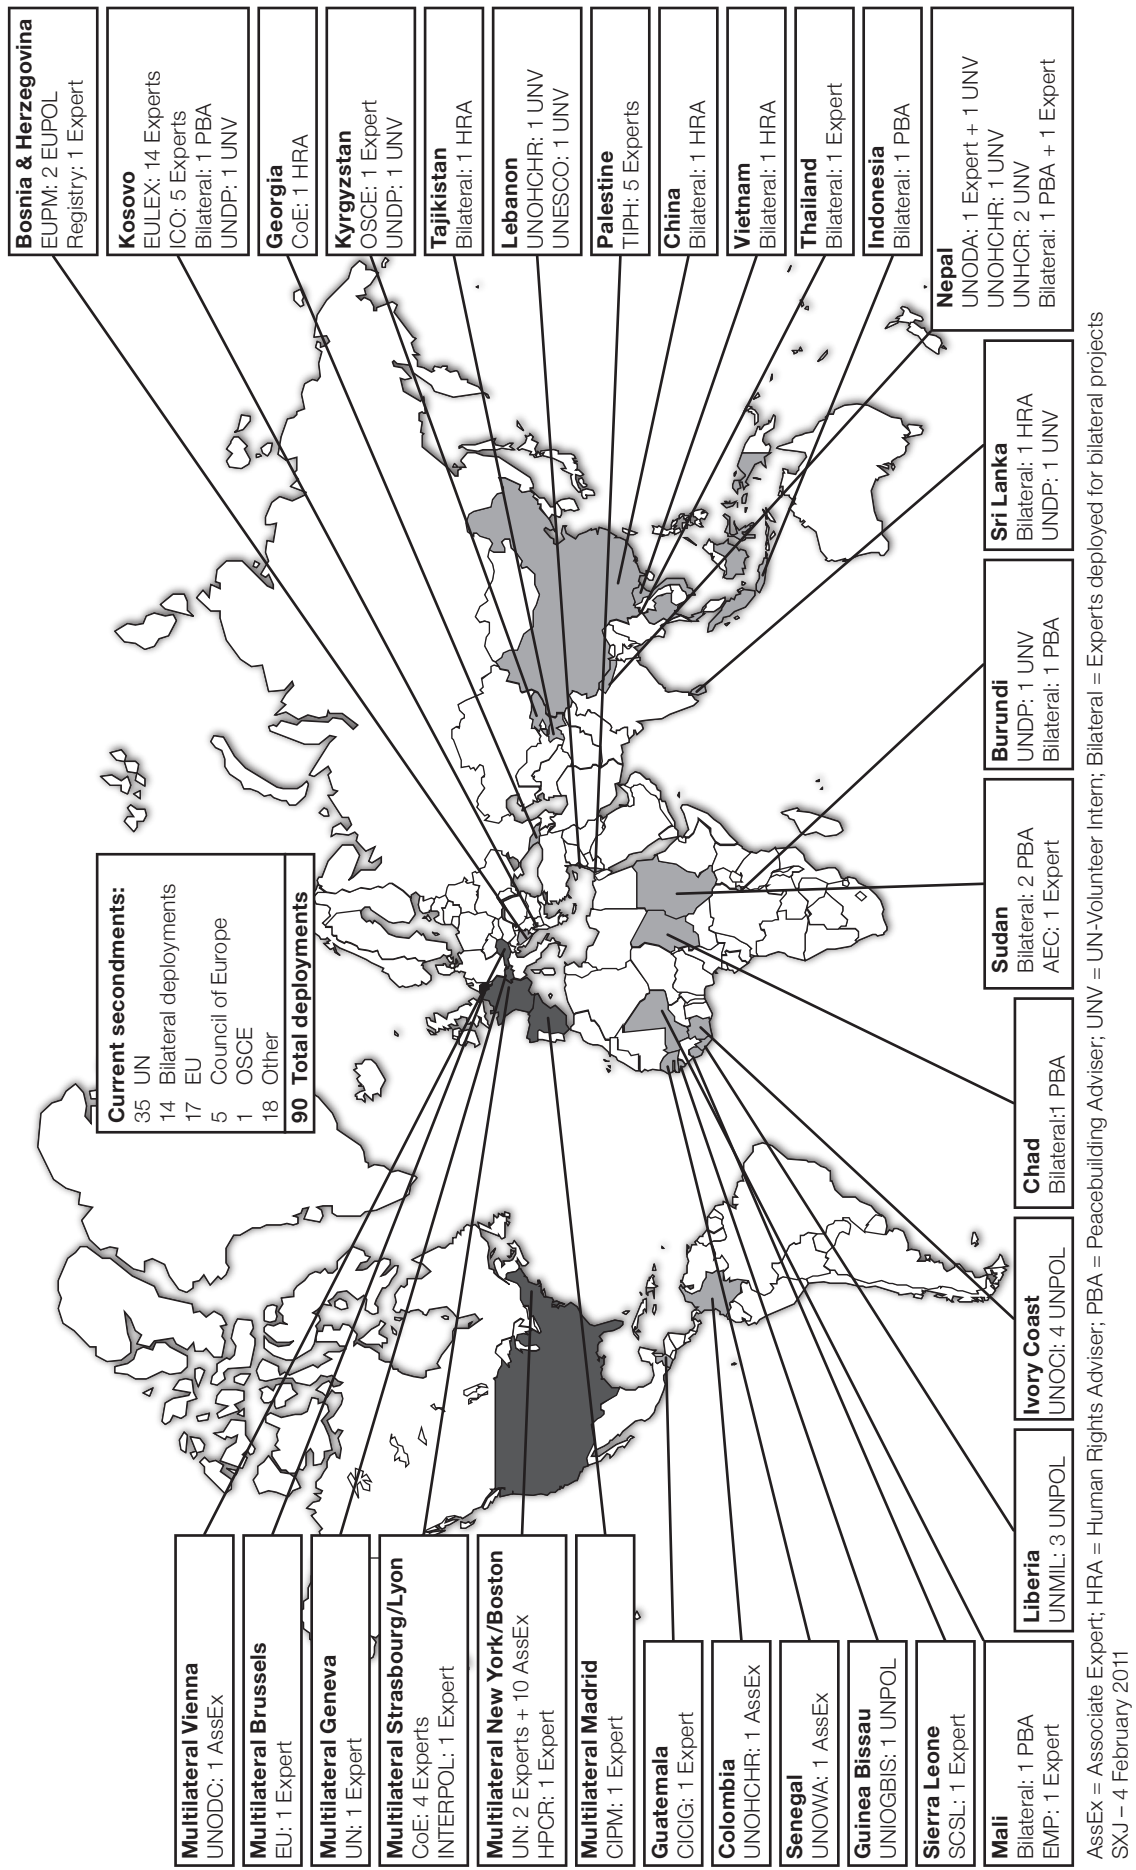 Multilateral Vienna
UNODC: 1 AssEx
Multilateral Brussels
EU: 1 Expert
Multilateral Geneva
UN: 1 Expert
Multilateral Strasbourg/Lyon
CoE: 4 Experts
INTERPOL: 1 Expert
Multilateral New York/Boston
UN: 2 Experts + 10 AssEx
HPCR: 1 Expert
Multilateral Madrid
CIPM: 1 Expert
Guatemala
CICIG: 1 Expert
Colombia
UNOHCHR: 1 AssEx
Senegal
UNOWA: 1 AssEx
Guinea Bissau
UNIOGBIS: 1 UNPOL
Sierra Leone
SCSL: 1 Expert
Mali
Bilateral: 1 PBA
EMP: 1 Expert
Liberia
UNMIL: 3 UNPOL
Ivory Coast
UNOCI: 4 UNPOL
Chad
Bilateral:1 PBA
Sudan
Bilateral: 2 PBA
AEC: 1 Expert
Burundi
UNDP: 1 UNV
Bilateral: 1 PBA
Sri Lanka
Bilateral: 1 HRA
UNDP: 1 UNV
Current secondments:
35 UN
14 Bilateral deployments
17 EU
5 Council of Europe
1 OSCE
18 Other
90 Total deployments
Bosnia & Herzegovina
EUPM: 2 EUPOL
Registry: 1 Expert
Kosovo
EULEX: 14 Experts
ICO: 5 Experts
Bilateral: 1 PBA
UNDP: 1 UNV
Georgia
CoE: 1 HRA
Kyrgyzstan
OSCE: 1 Expert
UNDP: 1 UNV
Tajikistan
Bilateral: 1 HRA
Lebanon
UNOHCHR: 1 UNV
UNESCO: 1 UNV
Palestine
TIPH: 5 Experts
China
Bilateral: 1 HRA
Vietnam
Bilateral: 1 HRA
Thailand
Bilateral: 1 Expert
Indonesia
Bilateral: 1 PBA
Nepal
UNODA: 1 Expert + 1 UNV
UNOHCHR: 1 UNV
UNHCR: 2 UNV
Bilateral: 1 PBA + 1 Expert
AssEx = Associate Expert; HRA = Human Rights Adviser; PBA = Peacebuilding Adviser; UNV = UN-Volunteer Intern; Bilateral = Experts deployed for bilateral projects
SXJ – 4 February 2011